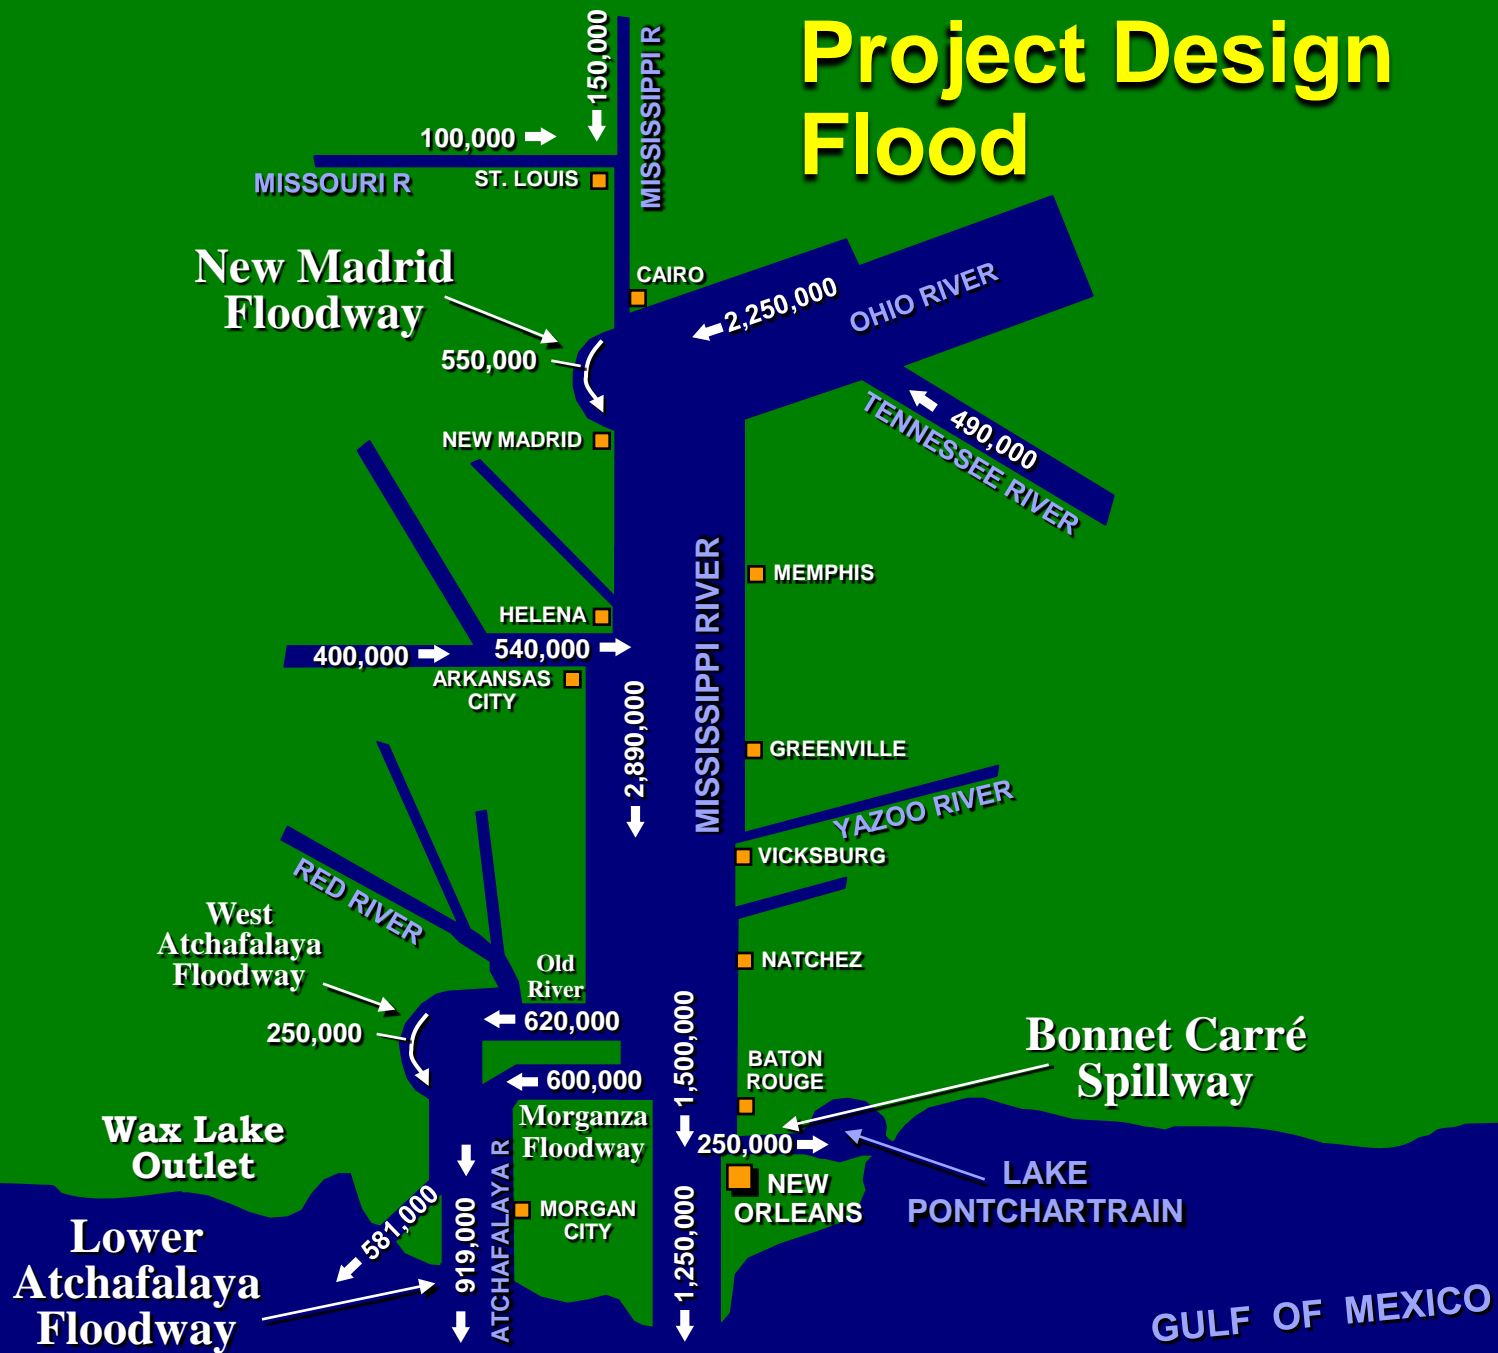 Project Design
Flood
150,000
MISSISSIPPI R
100,000
MISSOURI R
ST. LOUIS
New Madrid
Floodway
CAIRO
2,250,000
OHIO RIVER
550,000
490,000
TENNESSEE RIVER
NEW MADRID
MISSISSIPPI RIVER
MEMPHIS
HELENA
400,000
540,000
ARKANSAS
CITY
2,890,000
GREENVILLE
YAZOO RIVER
VICKSBURG
RED RIVER
West
Atchafalaya
Floodway
250,000
Old
River
620,000
NATCHEZ
1,500,000
Bonnet Carré
Spillway
BATON
ROUGE
600,000
Morganza
Floodway
250,000
Wax Lake
Outlet
LAKE
PONTCHARTRAIN
NEW
ORLEANS
581,000
919,000
ATCHAFALAYA R
MORGAN
CITY
1,250,000
Lower
Atchafalaya
Floodway
GULF OF MEXICO